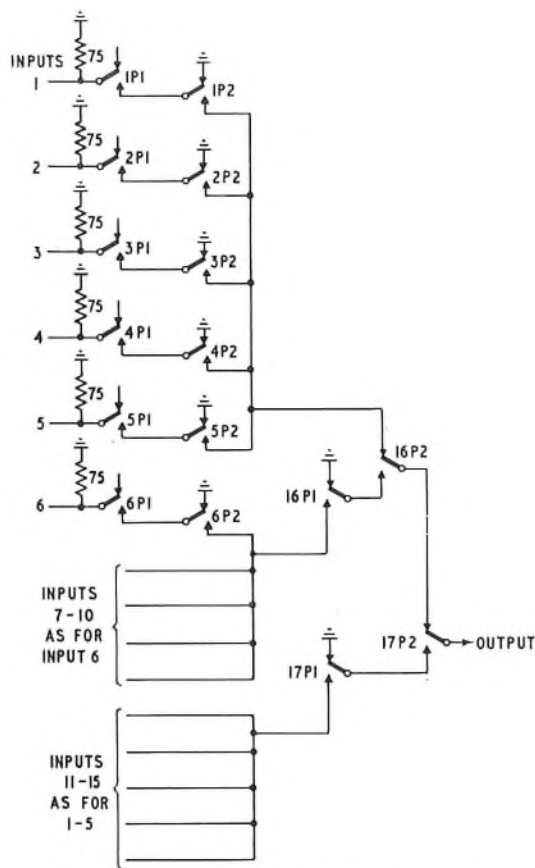 INPUTS
75
1
1P1
1P2
75
2
2P1
2P2
75
3
3P1
3P2
75
4
4P1
4P2
75
5
5P1
5P2
75
6
6P1
6P2
16P1
16P2
INPUTS
7-10
AS FOR
INPUT 6
17P1
17P2
OUTPUT
INPUTS
11-15
AS FOR
1-5